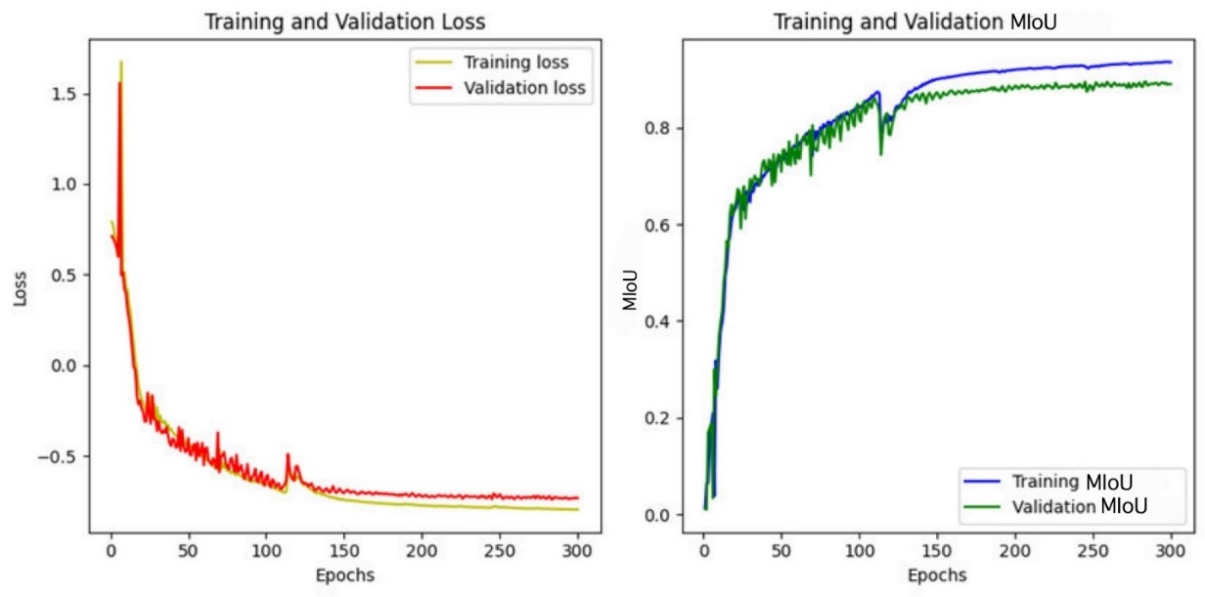 Training and Validation Loss
Training loss
Validation loss
1.5
1.0
0.5
0.0
−0.5
Loss
0
50
100
150
200
250
300
Epochs
Training and Validation MIoU
0.8
0.6
0.4
0.2
0.0
MIoU
Training MIoU
Validation MIoU
0
50
100
150
200
250
300
Epochs